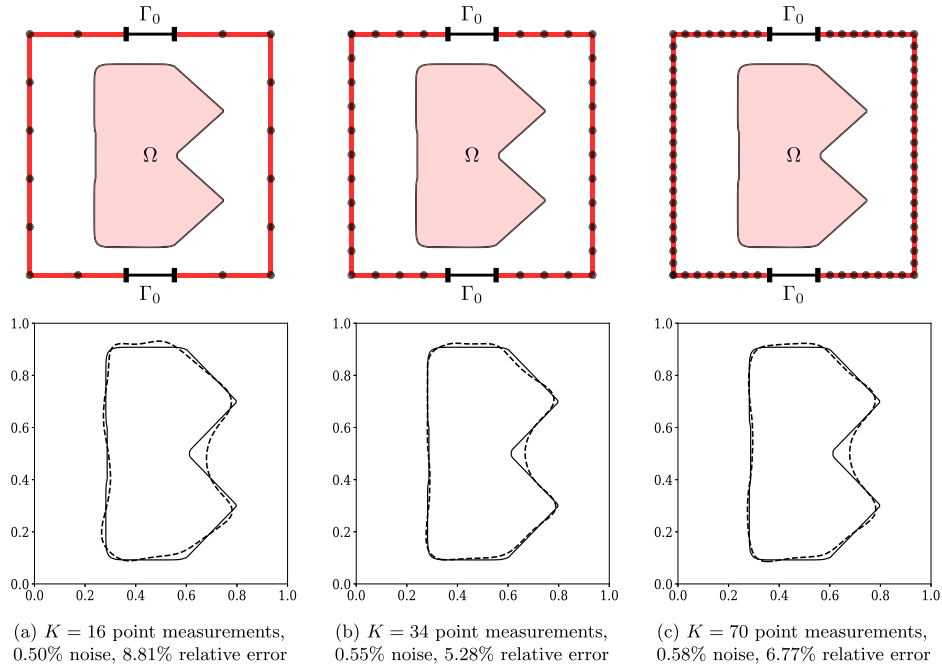 Γ₀ Γ₀ Γ₀
Ω Ω Ω
Γ₀ Γ₀ Γ₀
1.0 1.0 1.0
0.8 0.8 0.8
0.6 0.6 0.6
0.4 0.4 0.4
0.2 0.2 0.2
0.0 0.0 0.0
0.0 0.2 0.4 0.6 0.8 1.0 0.0 0.2 0.4 0.6 0.8 1.0 0.0 0.2 0.4 0.6 0.8 1.0
(a) K = 16 point measurements,
0.50% noise, 8.81% relative error
(b) K = 34 point measurements,
0.55% noise, 5.28% relative error
(c) K = 70 point measurements,
0.58% noise, 6.77% relative error